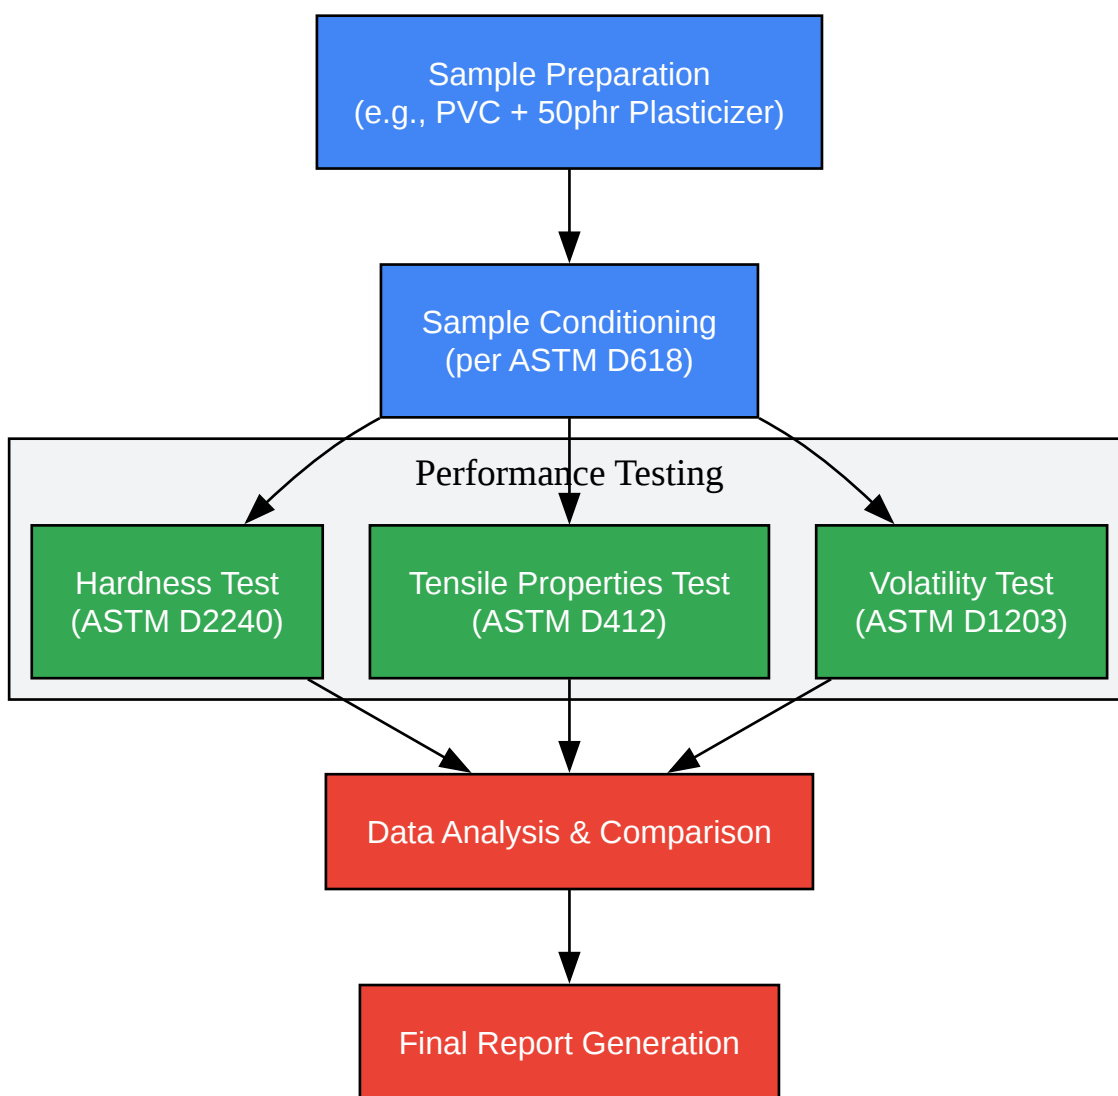 Sample Preparation
(e.g., PVC + 50phr Plasticizer)
Sample Conditioning
(per ASTM D618)
Performance Testing
Hardness Test
(ASTM D2240)
Tensile Properties Test
(ASTM D412)
Volatility Test
(ASTM D1203)
Data Analysis & Comparison
Final Report Generation